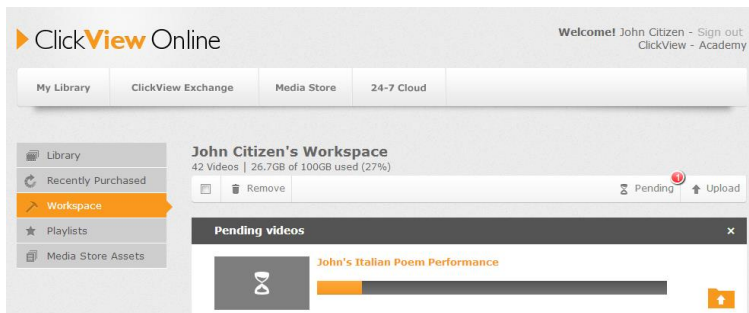 ClickView Online
Welcome! John Citizen - Sign out
ClickView - Academy
My Library
ClickView Exchange
Media Store
24-7 Cloud
Library
Recently Purchased
Workspace
Playlists
Media Store Assets
John Citizen's Workspace
42 Videos | 26.7GB of 100GB used (27%)
Remove
Pending
1
Upload
Pending videos
×
John's Italian Poem Performance